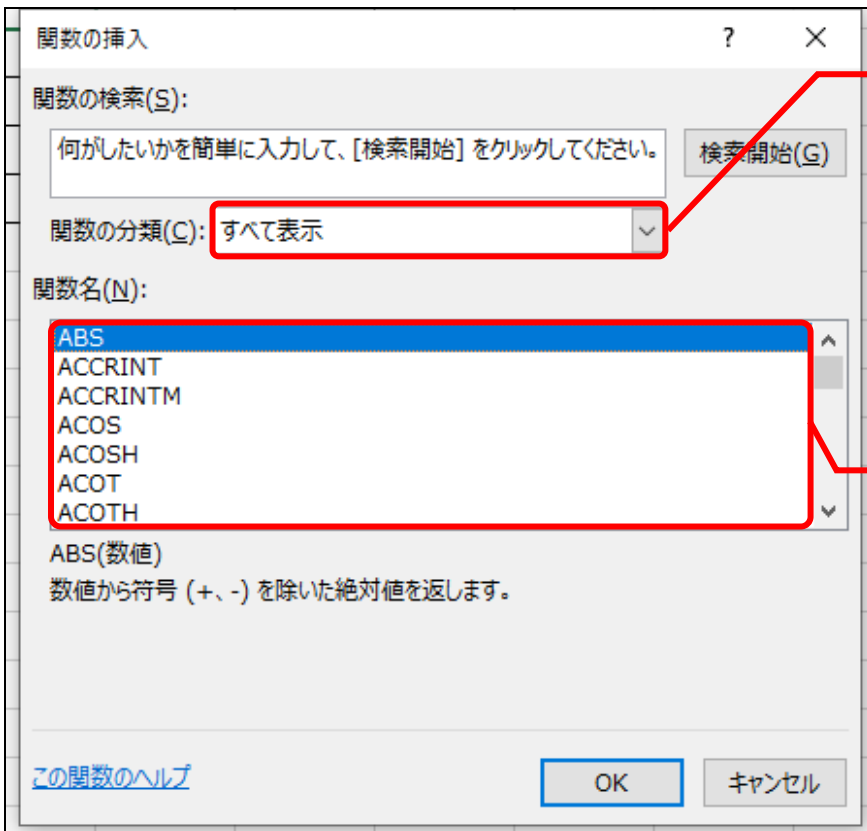 関数の挿入 ? ×
関数の検索(S):
何がしたいかを簡単に入力して、[検索開始] をクリックしてください。 検索開始(G)
関数の分類(C): すべて表示
関数名(N):
ABS
ACCRINT
ACCRINTM
ACOS
ACOSH
ACOT
ACOTH
ABS(数値)
数値から符号 (+、-) を除いた絶対値を返します。
この関数のヘルプ OK キャンセル